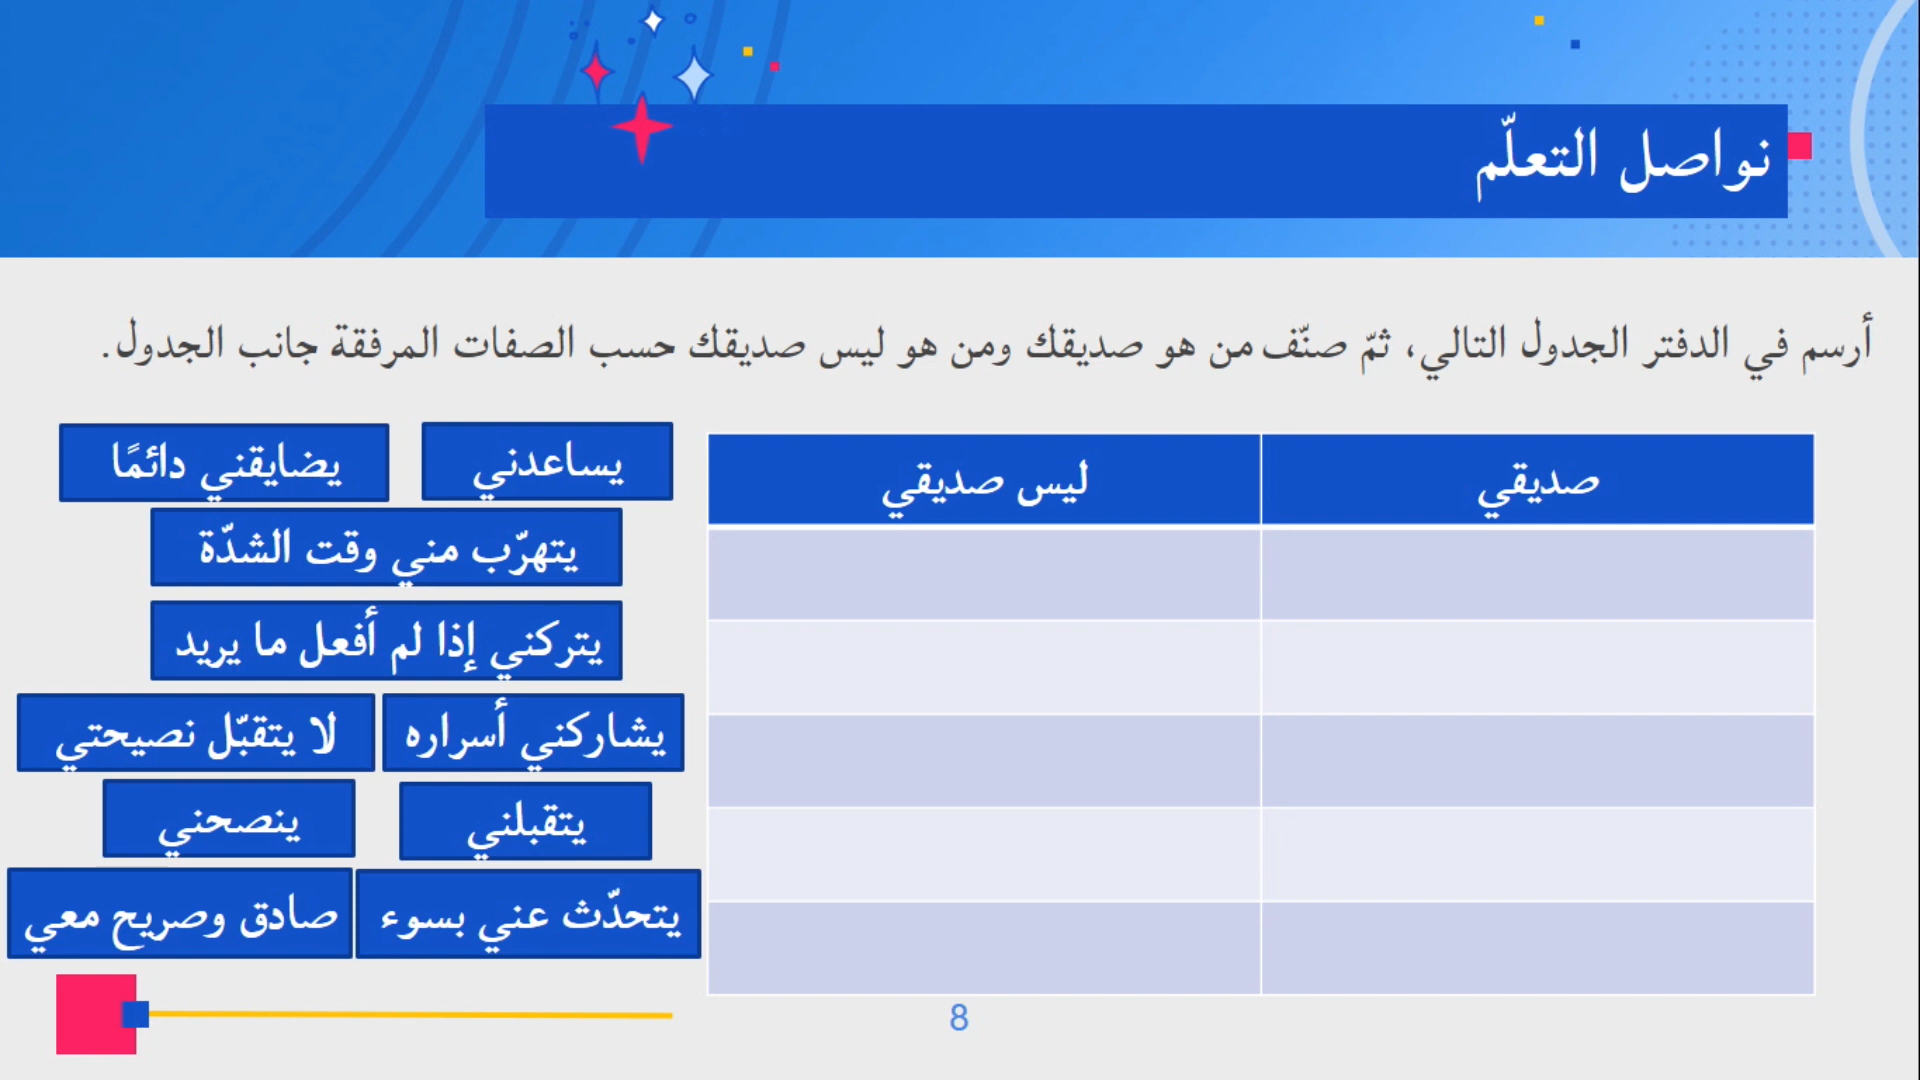 نواصل التعلّم
أرسم في الدفتر الجدول التالي، ثمّ صنّف من هو صديقك ومن هو ليس صديقك حسب الصفات المرفقة جانب الجدول.
صديقي
ليس صديقي
يساعدني
يضايقني دائمًا
يتهرّب مني وقت الشدّة
يتركني إذا لم أفعل ما يريد
يشاركني أسراره
لا يتقبّل نصيحتي
يتقبلني
ينصحني
يتحدّث عني بسوء
صادق وصريح معي
8